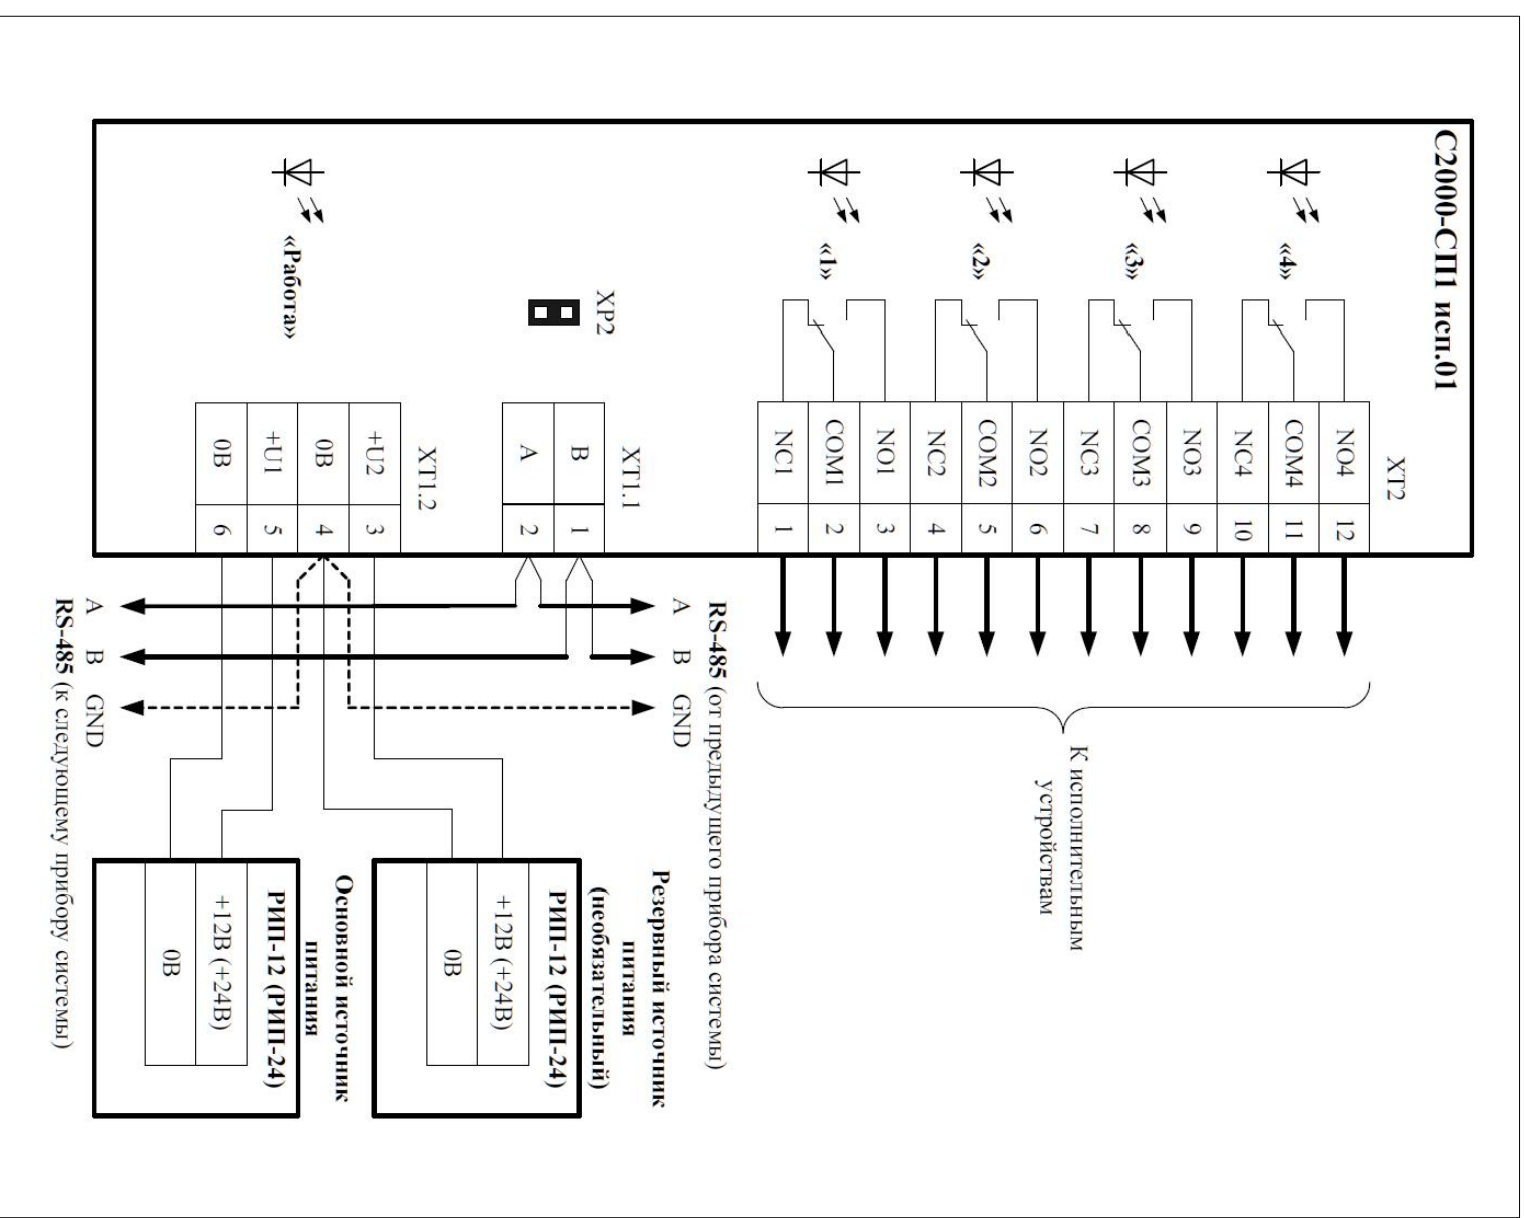 С2000-СП1 исп.01
«4»
«3»
«2»
«1»
«Работа»
XP2
XT2
NO4
12
COM4
11
NC4
10
NO3
9
COM3
8
NC3
7
NO2
6
COM2
5
NC2
4
NO1
3
COM1
2
NC1
1
XT1.1
B
1
A
2
XT1.2
+U2
3
0В
4
+U1
5
0В
6
К исполнительным
устройствам
RS-485 (от предыдущего прибора системы)
A
B
GND
RS-485 (к следующему прибору системы)
A
B
GND
Резервный источник
питания
(необязательный)
РИП-12 (РИП-24)
+12В (+24В)
0В
Основной источник
питания
РИП-12 (РИП-24)
+12В (+24В)
0В